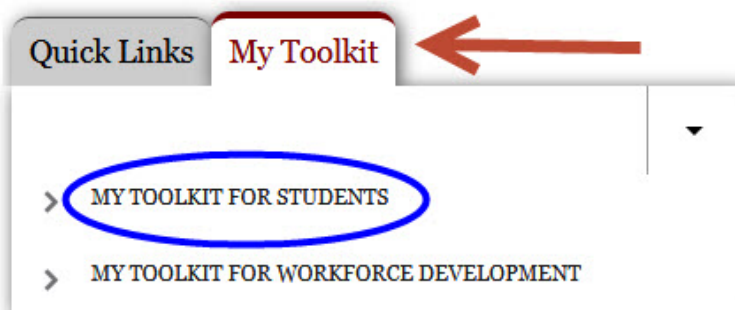 Quick Links My Toolkit
MY TOOLKIT FOR STUDENTS
MY TOOLKIT FOR WORKFORCE DEVELOPMENT